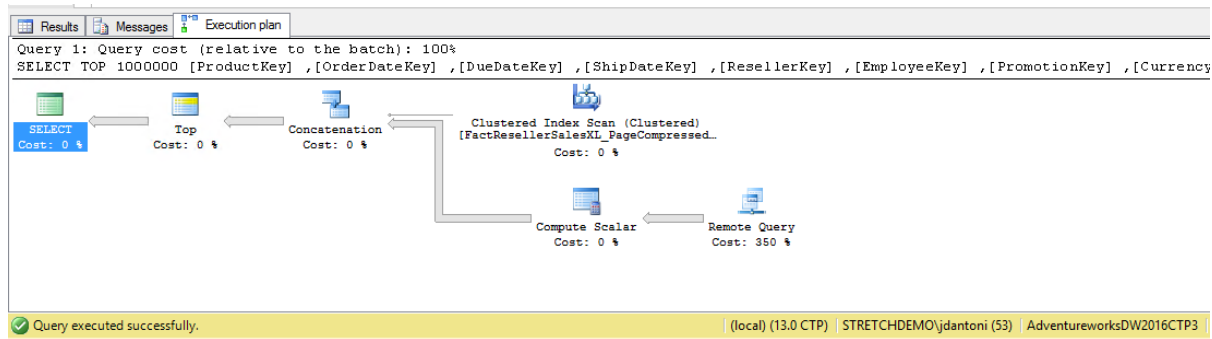 Results Messages Execution plan
Query 1: Query cost (relative to the batch): 100%
SELECT TOP 1000000 [ProductKey] ,[OrderDateKey] ,[DueDateKey] ,[ShipDateKey] ,[ResellerKey] ,[EmployeeKey] ,[PromotionKey] ,[Currency
SELECT
Cost: 0 %
Top
Cost: 0 %
Concatenation
Cost: 0 %
Clustered Index Scan (Clustered)
[FactResellerSalesXL_PageCompressed…
Cost: 0 %
Compute Scalar
Cost: 0 %
Remote Query
Cost: 350 %
Query executed successfully.
(local) (13.0 CTP) STRETCHDEMO\jdantoni (53) AdventureworksDW2016CTP3